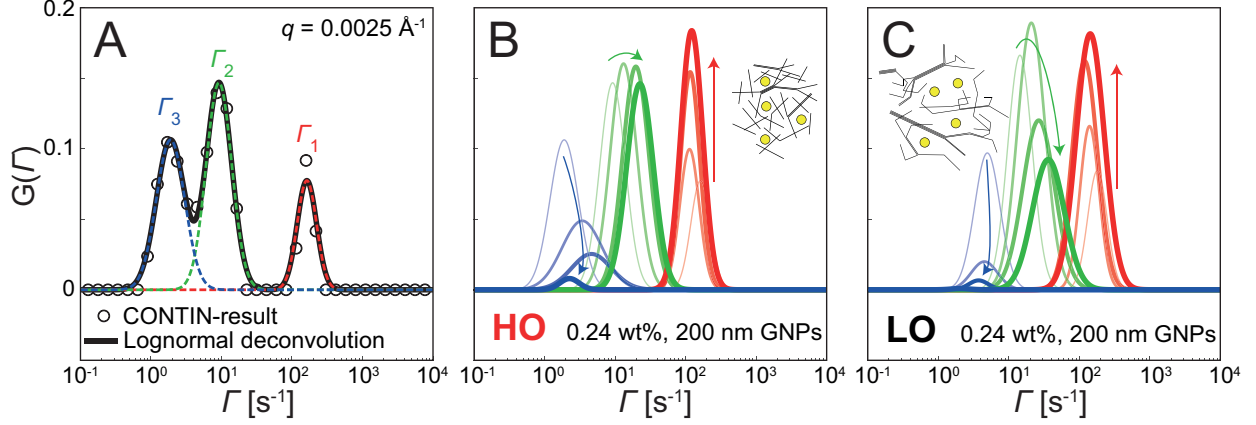 A
q = 0.0025 Å⁻¹
Γ₃
Γ₂
Γ₁
G(Γ)
0.2
0.1
0
CONTIN-result
Lognormal deconvolution
10⁻¹ 10⁰ 10¹ 10² 10³ 10⁴
Γ [s⁻¹]
B
HO 0.24 wt%, 200 nm GNPs
10⁻¹ 10⁰ 10¹ 10² 10³ 10⁴
Γ [s⁻¹]
C
LO 0.24 wt%, 200 nm GNPs
10⁻¹ 10⁰ 10¹ 10² 10³ 10⁴
Γ [s⁻¹]